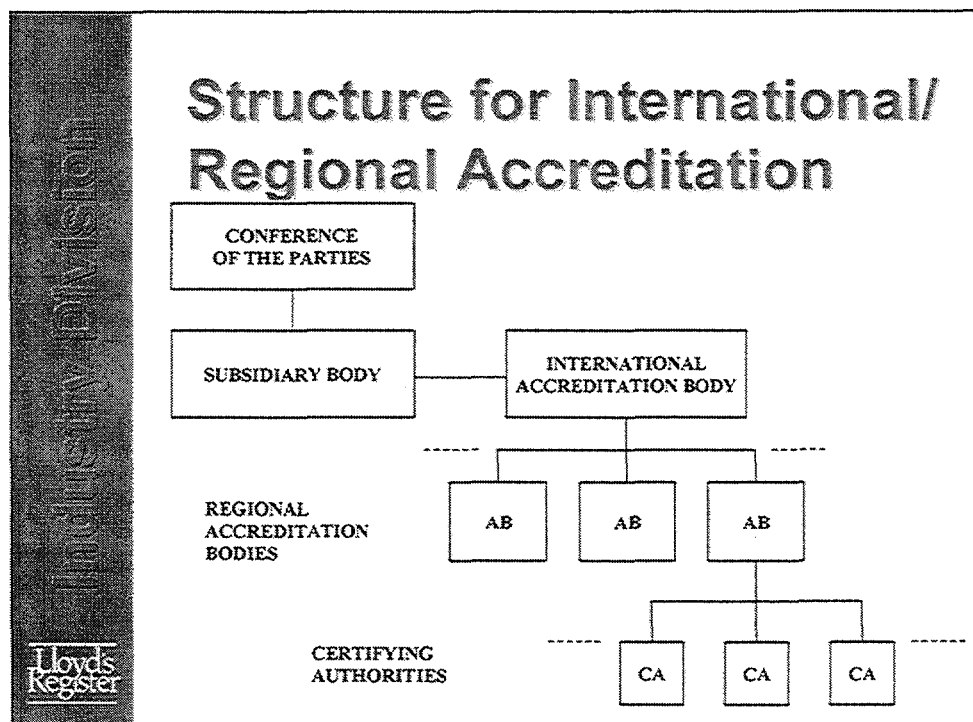 Structure for International/
Regional Accreditation
CONFERENCE
OF THE PARTIES
SUBSIDIARY BODY
INTERNATIONAL
ACCREDITATION BODY
REGIONAL
ACCREDITATION
BODIES
AB
AB
AB
CERTIFYING
AUTHORITIES
CA
CA
CA
Industry Division
Lloyd's
Register